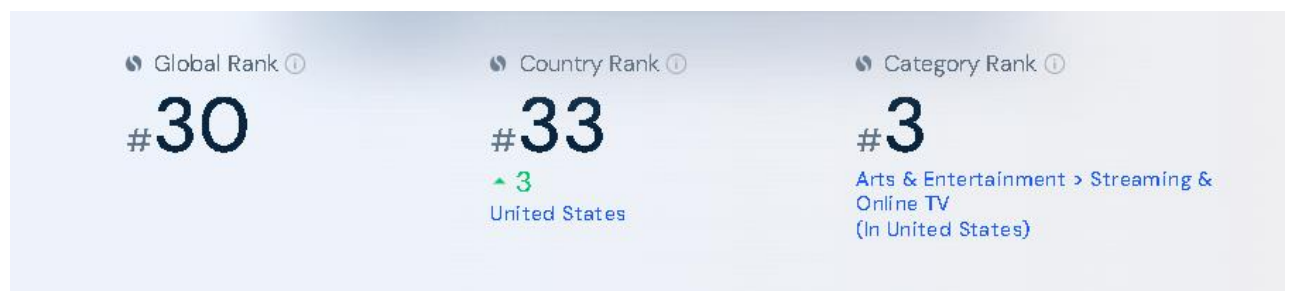 Global Rank
#30
Country Rank
#33
3
United States
Category Rank
#3
Arts & Entertainment > Streaming &
Online TV
(In United States)